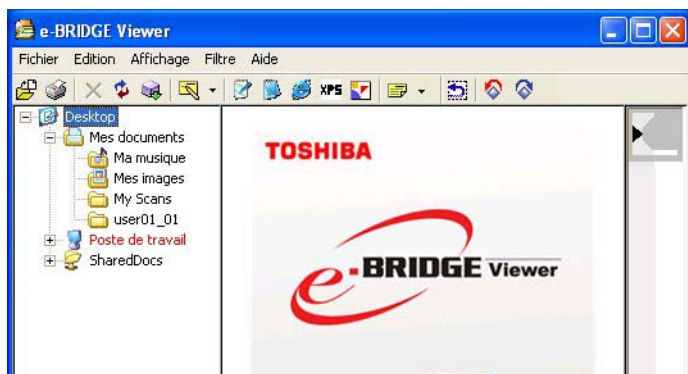 e-BRIDGE Viewer
Fichier Edition Affichage Filtre Aide
XPS
Desktop
Mes documents
Ma musique
Mes images
My Scans
user01_01
Poste de travail
SharedDocs
TOSHIBA
e-BRIDGE Viewer